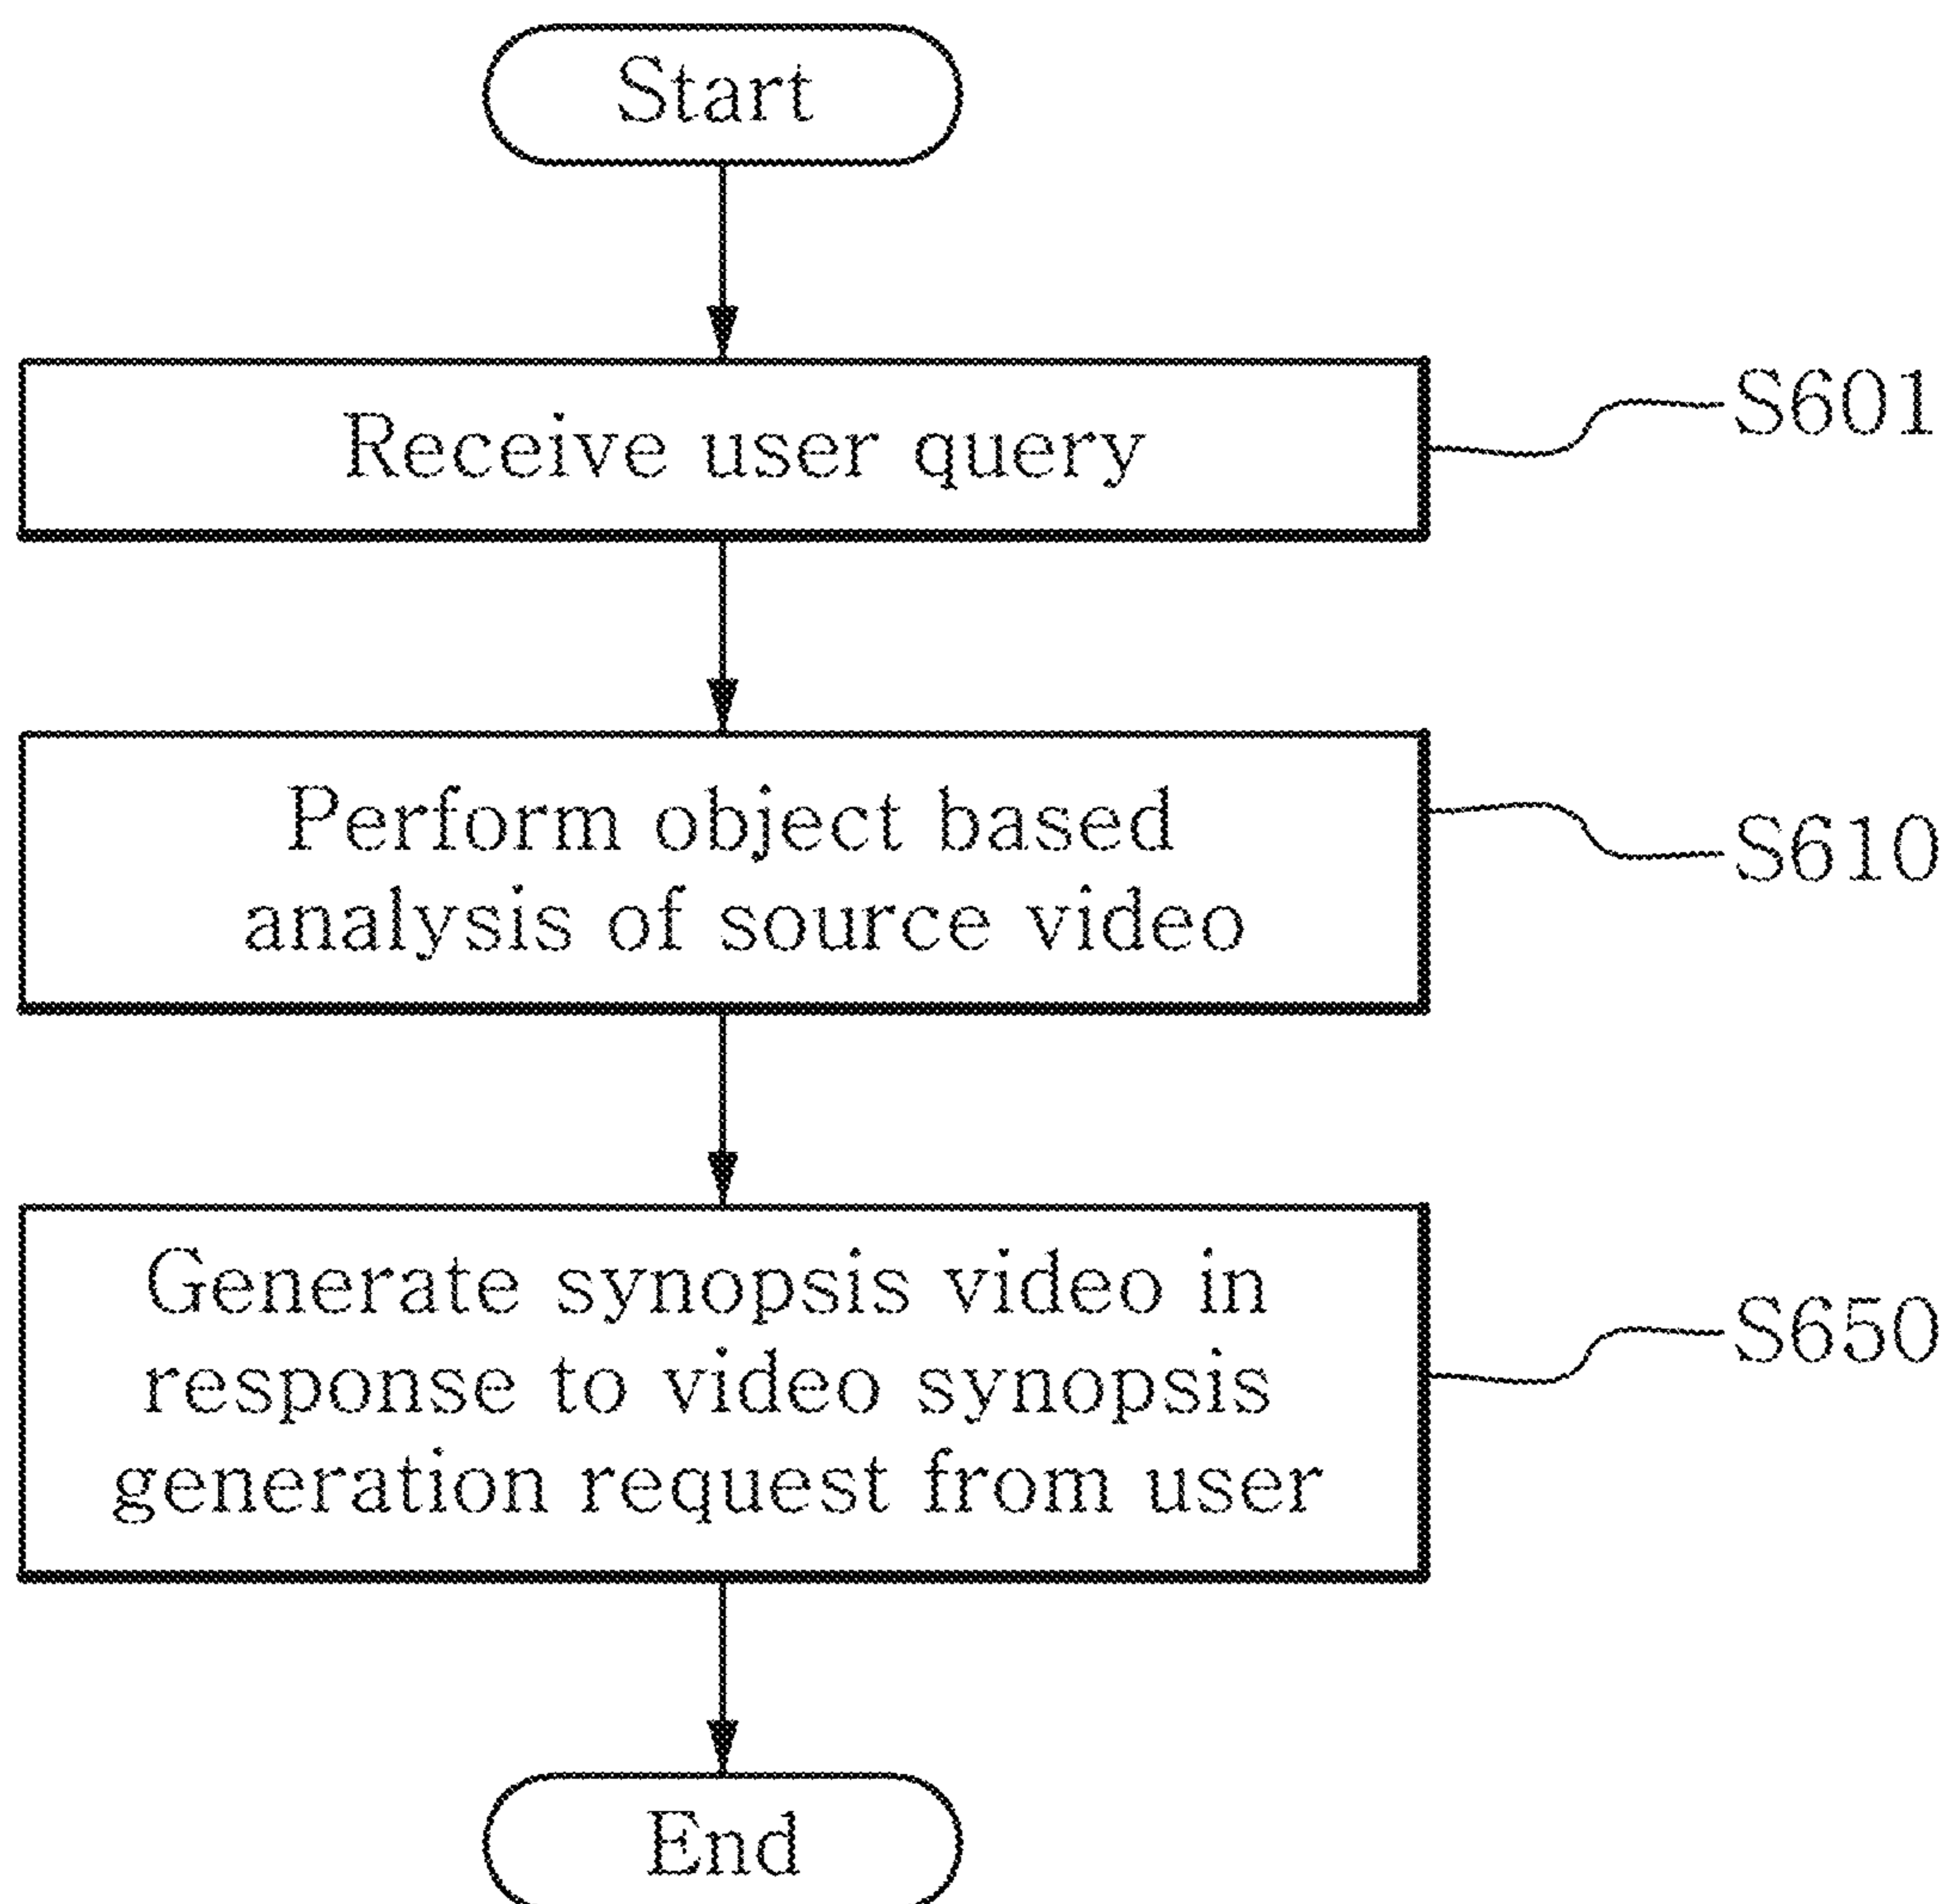 Start
Receive user query
S601
Perform object based
analysis of source video
S610
Generate synopsis video in
response to video synopsis
generation request from user
S650
End